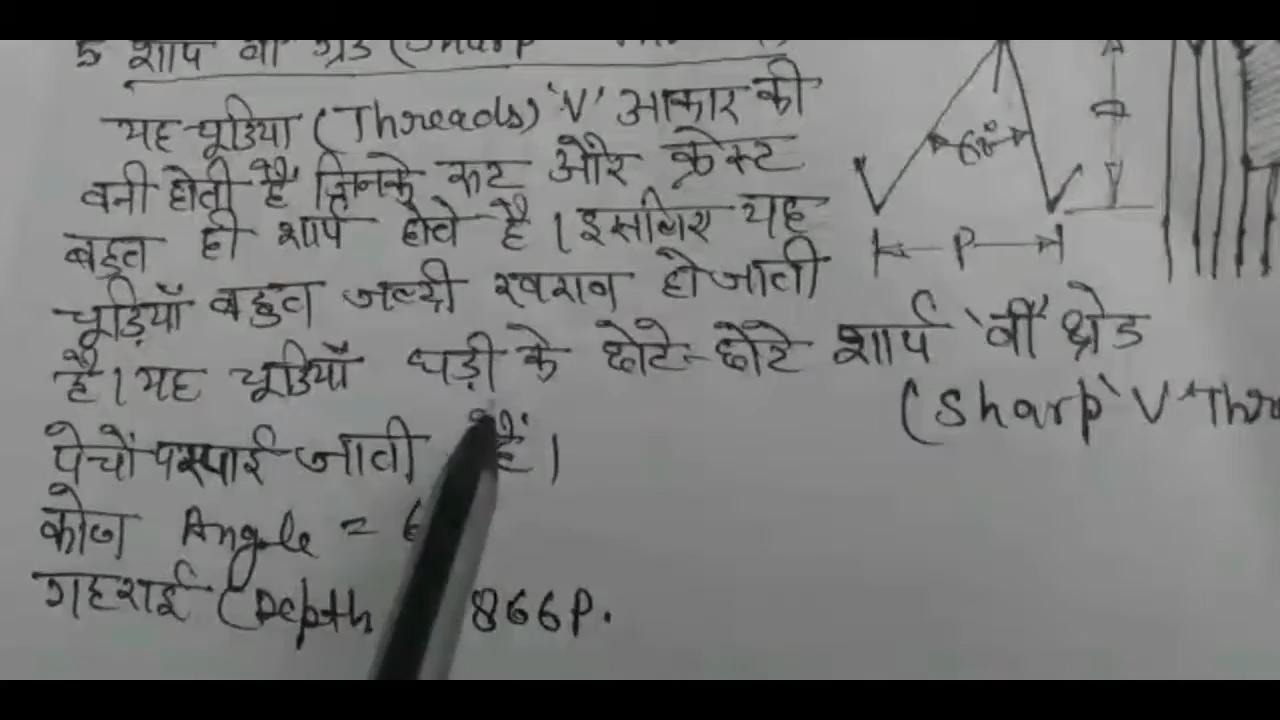 5 शार्प वी थ्रेड (Sharp
यह चूडिया (Threads) 'V' आकार की
बनी होती है जिनके रूट और क्रेस्ट
बहुत ही शार्प होते है। इसलिए यह
चूड़ियाँ बहुत जल्दी खराब हो जाती
है। यह चूडियाँ घड़ी के छोटे-छोटे
पेचों पर पाई जाती हैं।
कोण Angle = 6
गहराई (Depth 866P.
60°
D
P
शार्प 'वी' थ्रेड
(Sharp 'V' Thre